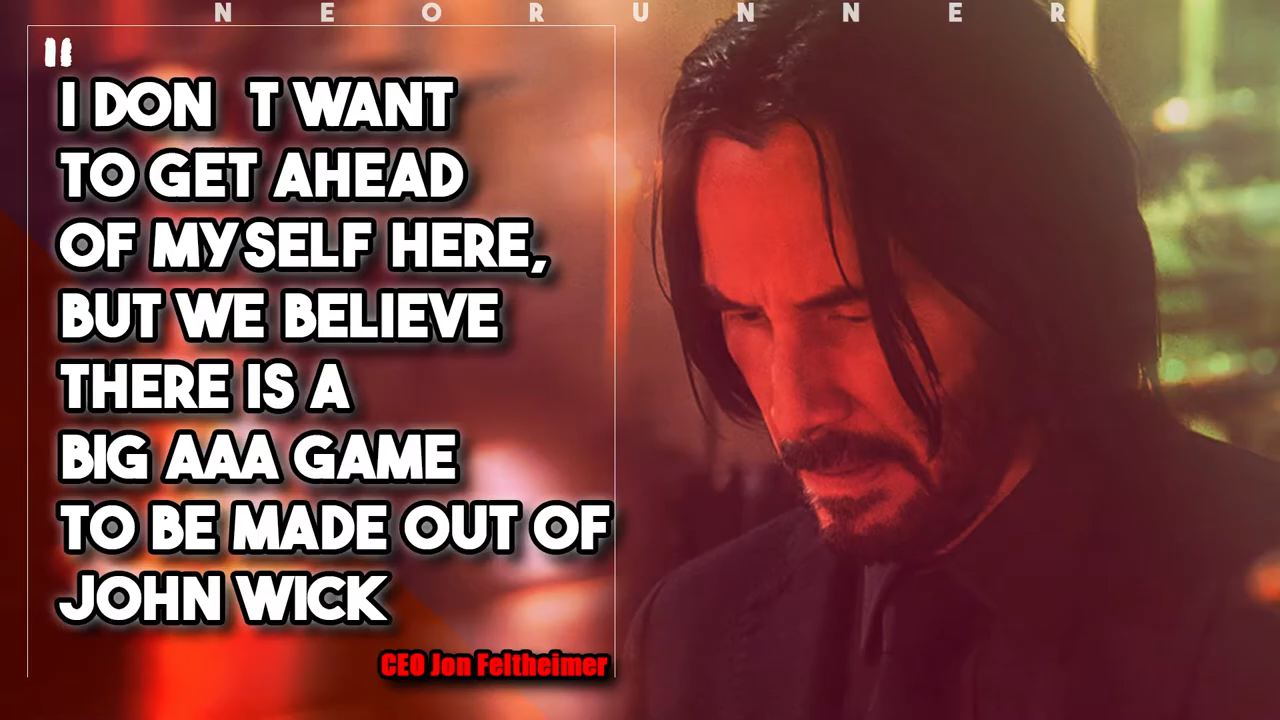 NEORUNNER
"
I DON T WANT
TO GET AHEAD
OF MYSELF HERE,
BUT WE BELIEVE
THERE IS A
BIG AAA GAME
TO BE MADE OUT OF
JOHN WICK
CEO Jon Feltheimer